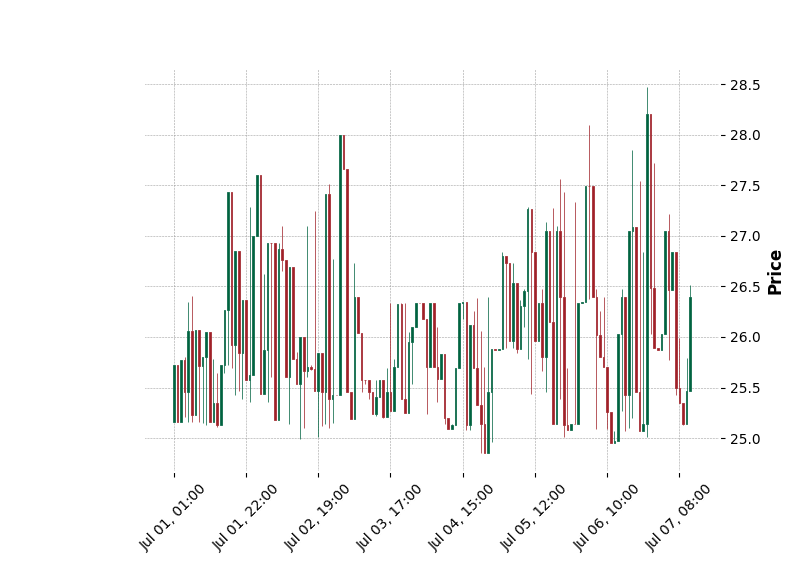 28.5
28.0
27.5
27.0
26.5
26.0
25.5
25.0
Price
Jul 01, 01:00
Jul 01, 22:00
Jul 02, 19:00
Jul 03, 17:00
Jul 04, 15:00
Jul 05, 12:00
Jul 06, 10:00
Jul 07, 08:00